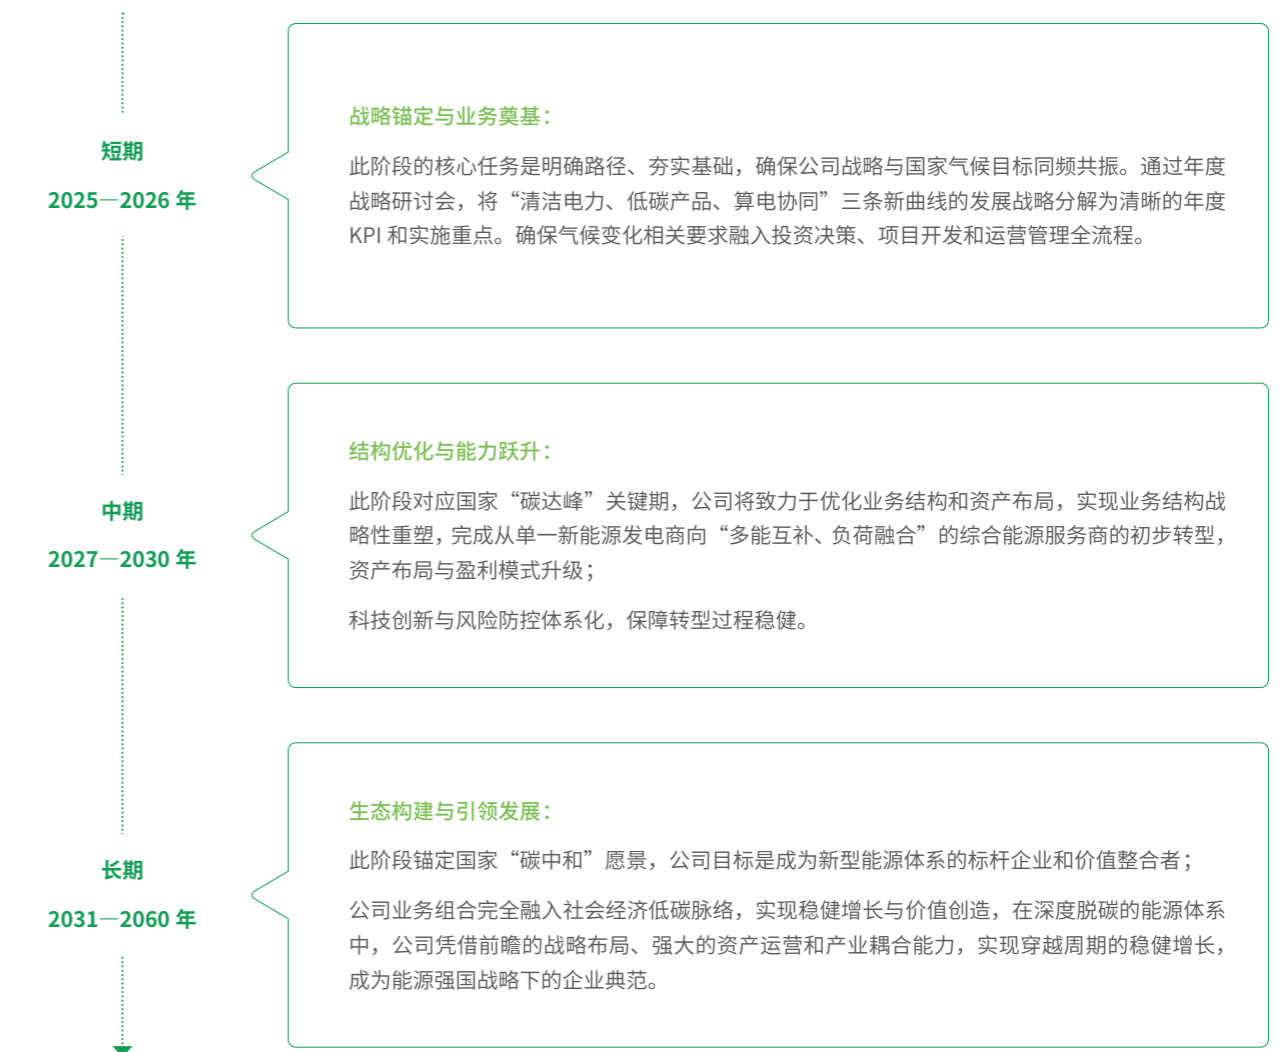 短期
2025—2026 年
战略锚定与业务奠基：
此阶段的核心任务是明确路径、夯实基础，确保公司战略与国家气候目标同频共振。通过年度
战略研讨会，将“清洁电力、低碳产品、算电协同”三条新曲线的发展战略分解为清晰的年度
KPI 和实施重点。确保气候变化相关要求融入投资决策、项目开发和运营管理全流程。
中期
2027—2030 年
结构优化与能力跃升：
此阶段对应国家“碳达峰”关键期，公司将致力于优化业务结构和资产布局，实现业务结构战
略性重塑，完成从单一新能源发电商向“多能互补、负荷融合”的综合能源服务商的初步转型，
资产布局与盈利模式升级；
科技创新与风险防控体系化，保障转型过程稳健。
长期
2031—2060 年
生态构建与引领发展：
此阶段锚定国家“碳中和”愿景，公司目标是成为新型能源体系的标杆企业和价值整合者；
公司业务组合完全融入社会经济低碳脉络，实现稳健增长与价值创造，在深度脱碳的能源体系
中，公司凭借前瞻的战略布局、强大的资产运营和产业耦合能力，实现穿越周期的稳健增长，
成为能源强国战略下的企业典范。